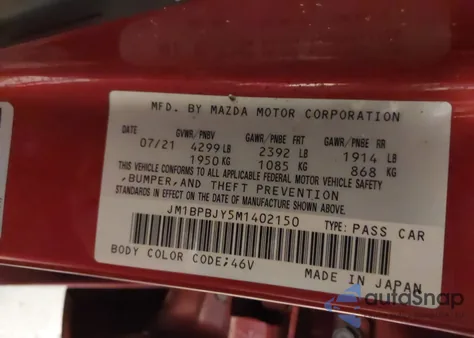 MFD. BY MAZDA MOTOR CORPORATION
DATE GVWR/PNBV GAWR/PNBE FRT GAWR/PNBE RR
07/21 4299 LB 2392 LB 1914 LB
1950 KG 1085 KG 868 KG
THIS VEHICLE CONFORMS TO ALL APPLICABLE FEDERAL MOTOR VEHICLE SAFETY
,BUMPER,AND THEFT PREVENTION
STANDARDS IN EFFECT ON THE DATE OF MANUFACTURE SHOWN ABOVE.
JM1BPBJY5M1402150 TYPE: PASS CAR
BODY COLOR CODE;46V MADE IN JAPAN
autoSnap